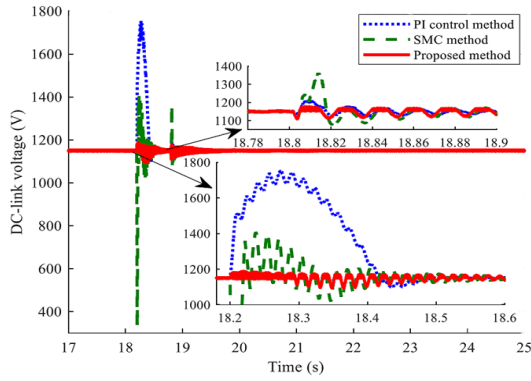 1800
1600
1400
1200
1000
800
600
400
DC-link voltage (V)
PI control method
SMC method
Proposed method
1400
1300
1200
1100
18.78 18.8 18.82 18.84 18.86 18.88 18.9
1800
1600
1400
1200
1000
18.2 18.3 18.4 18.5 18.6
17 18 19 20 21 22 23 24 25
Time (s)